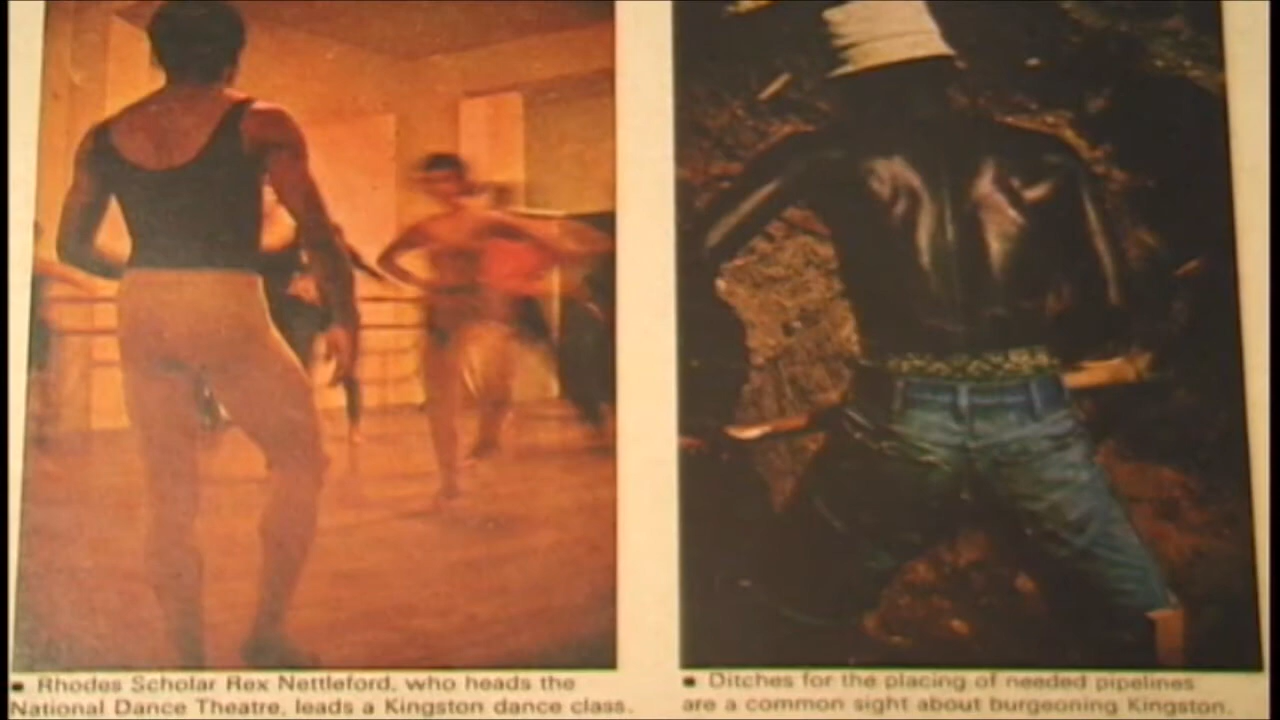 ▪ Rhodes Scholar Rex Nettleford, who heads the
National Dance Theatre, leads a Kingston dance class.
▪ Ditches for the placing of needed pipelines
are a common sight about burgeoning Kingston.